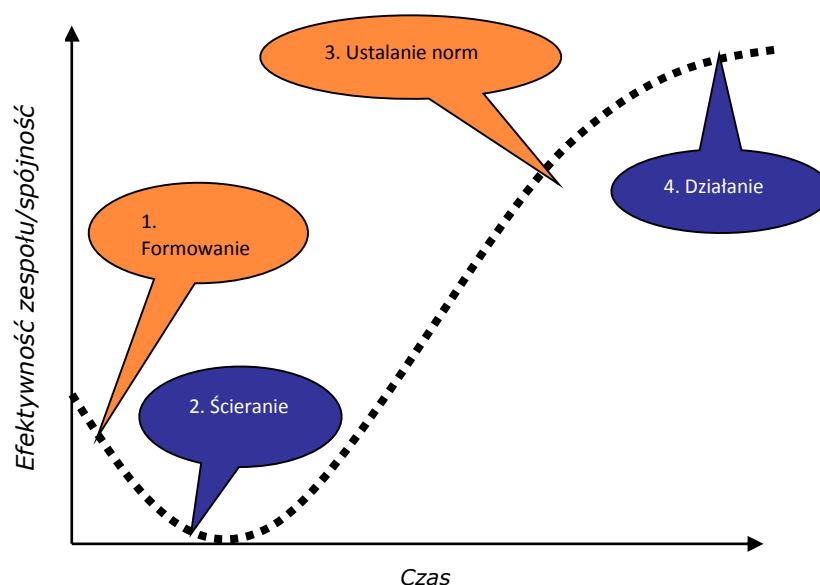 3. Ustalanie norm
4. Działanie
1.
Formowanie
2. Ścieranie
Efektywność zespołu/spójność
Czas